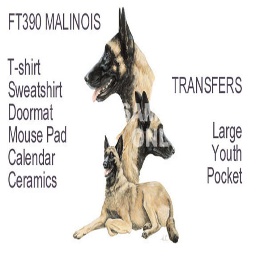 FT390 MALINOIS
T-shirt
Sweatshirt
Doormat
Mouse Pad
Calendar
Ceramics
TRANSFERS
Large
Youth
Pocket